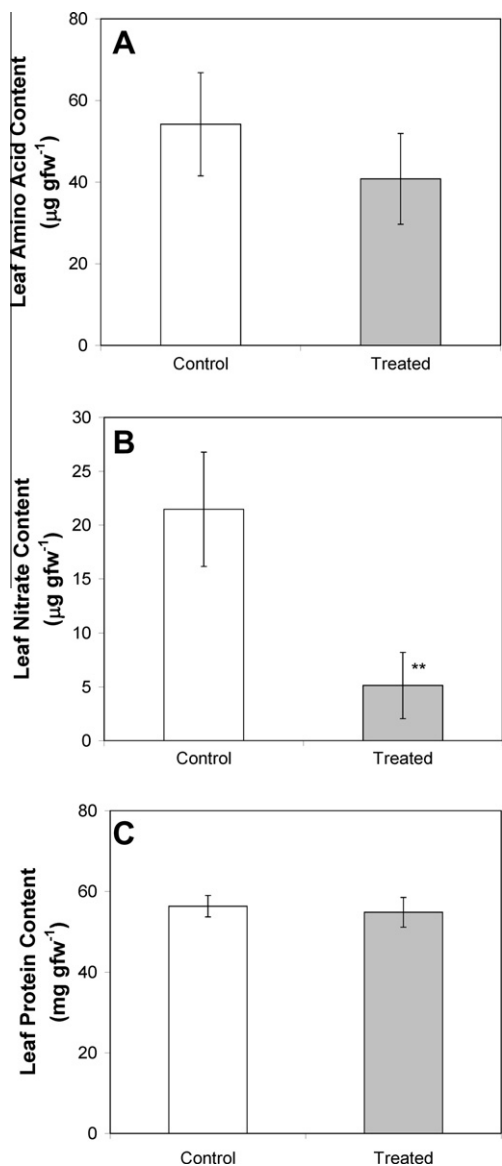 A
Leaf Amino Acid Content
(µg gfw-1)
80
60
40
20
0
Control Treated
B
Leaf Nitrate Content
(µg gfw-1)
30
25
20
15
10
5
0
**
Control Treated
C
Leaf Protein Content
(mg gfw-1)
80
60
40
20
0
Control Treated